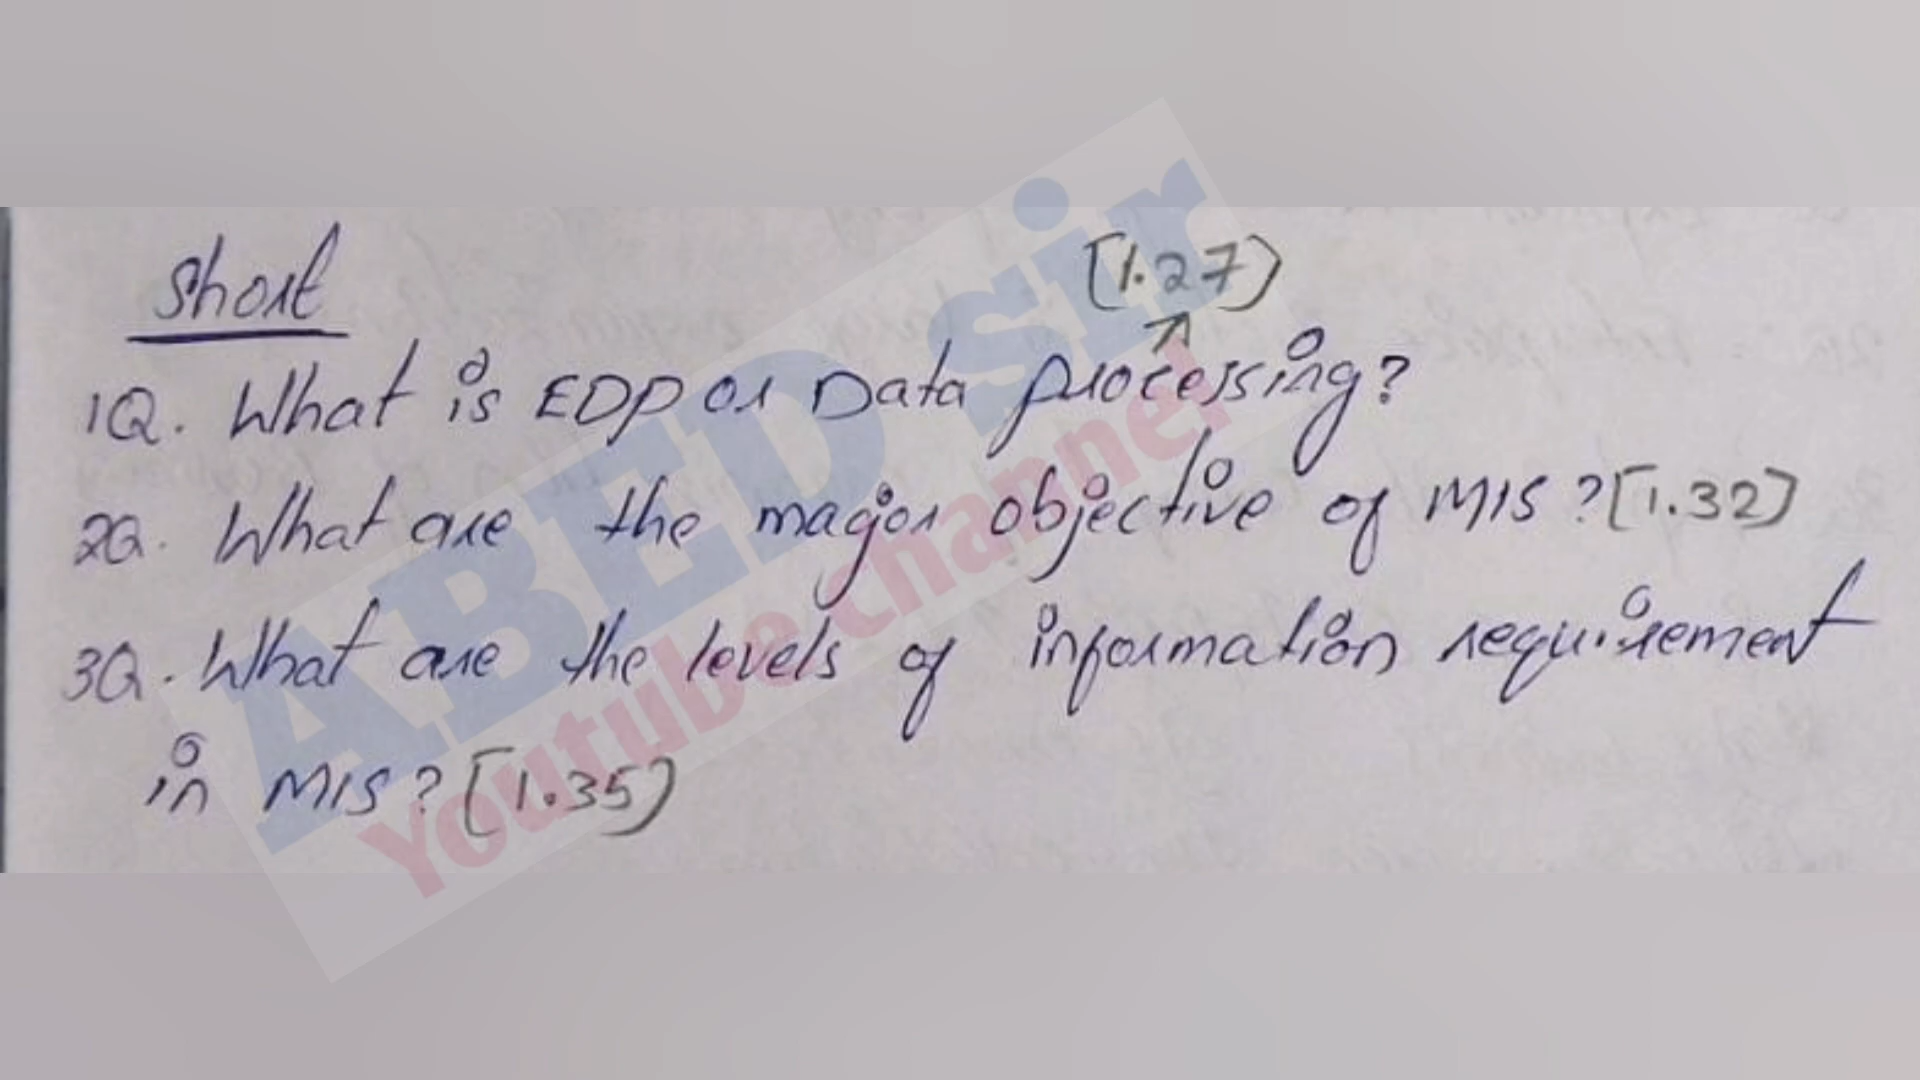 Short
[1.27)
1Q. What is EDP or Data processing?
2Q. What are the magor objective of MIS ? [1.32)
3Q. What are the levels of information requirement
in MIS? [1.35)
ABED sir
Youtube channel